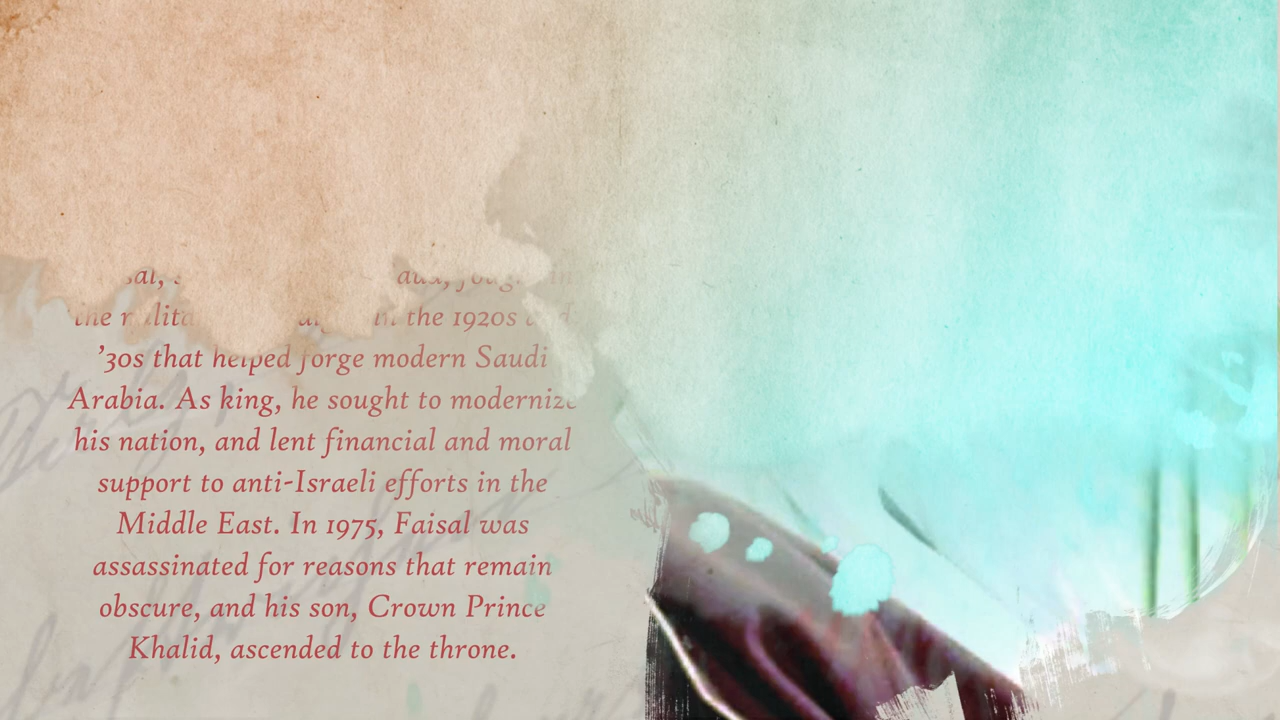 the 1920s
’30s that helped forge modern Saudi
Arabia. As king, he sought to modernize
his nation, and lent financial and moral
support to anti-Israeli efforts in the
Middle East. In 1975, Faisal was
assassinated for reasons that remain
obscure, and his son, Crown Prince
Khalid, ascended to the throne.